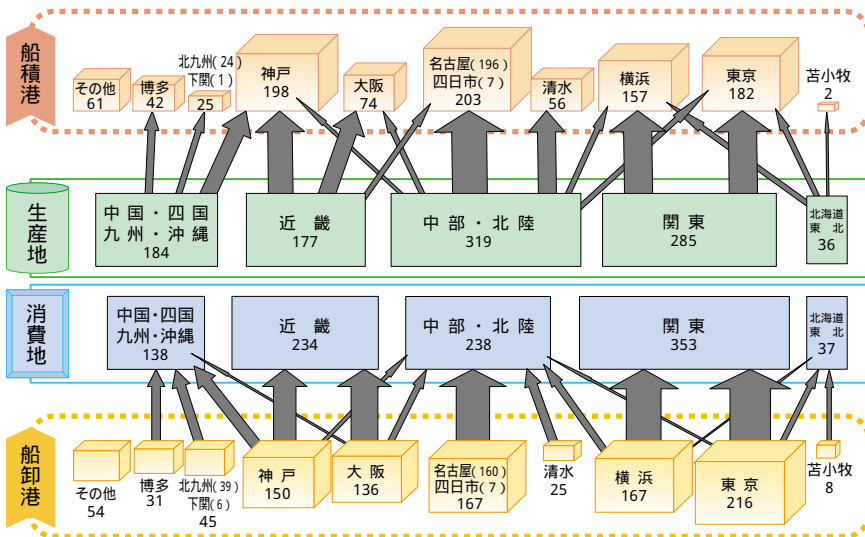 船積港
その他
61
博多
42
北九州(24)
下関(1)
25
神戸
198
大阪
74
名古屋(196)
四日市(7)
203
清水
56
横浜
157
東京
182
苫小牧
2
生産地
中国・四国
九州・沖縄
184
近畿
177
中部・北陸
319
関東
285
北海道
東北
36
消費地
中国・四国
九州・沖縄
138
近畿
234
中部・北陸
238
関東
353
北海道
東北
37
船卸港
その他
54
博多
31
北九州(39)
下関(6)
45
神戸
150
大阪
136
名古屋(160)
四日市(7)
167
清水
25
横浜
167
東京
216
苫小牧
8